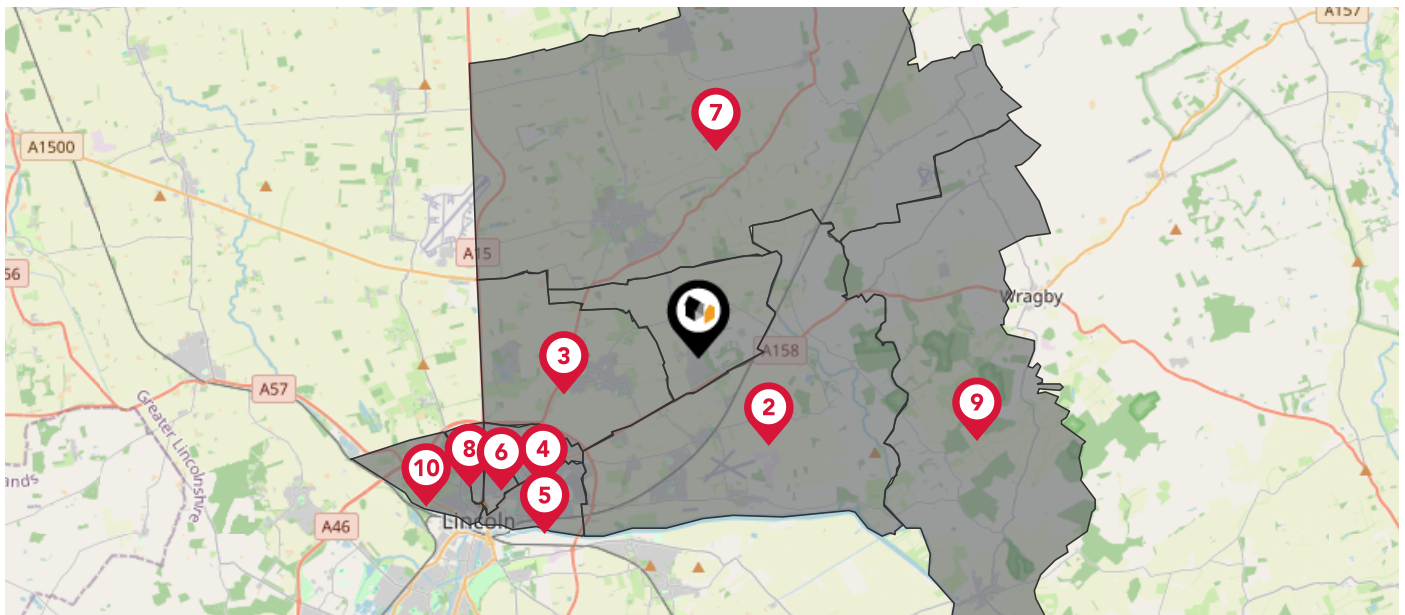 A157
7
A1500
A15
56
Wragby
3
A158
A57
2
9
Greater Lincolnshire
8
6
4
10
ands
5
Lincoln
A46